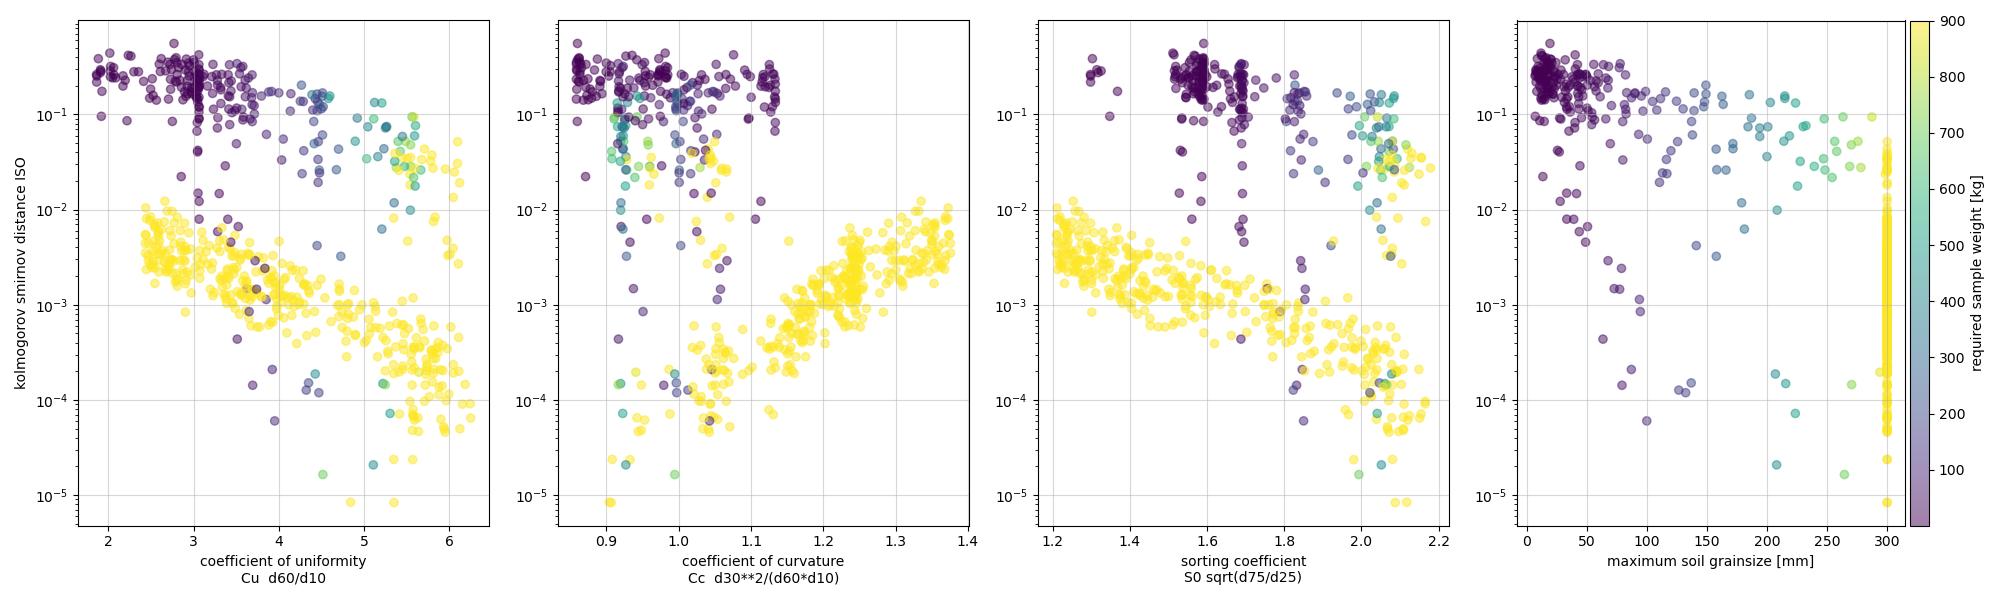 kolmogorov smirnov distance ISO
10⁻¹
10⁻²
10⁻³
10⁻⁴
10⁻⁵
2 3 4 5 6
coefficient of uniformity
Cu d60/d10
10⁻¹
10⁻²
10⁻³
10⁻⁴
10⁻⁵
0.9 1.0 1.1 1.2 1.3 1.4
coefficient of curvature
Cc d30**2/(d60*d10)
10⁻¹
10⁻²
10⁻³
10⁻⁴
10⁻⁵
1.2 1.4 1.6 1.8 2.0 2.2
sorting coefficient
S0 sqrt(d75/d25)
10⁻¹
10⁻²
10⁻³
10⁻⁴
10⁻⁵
0 50 100 150 200 250 300
maximum soil grainsize [mm]
900
800
700
600
500
400
300
200
100
required sample weight [kg]